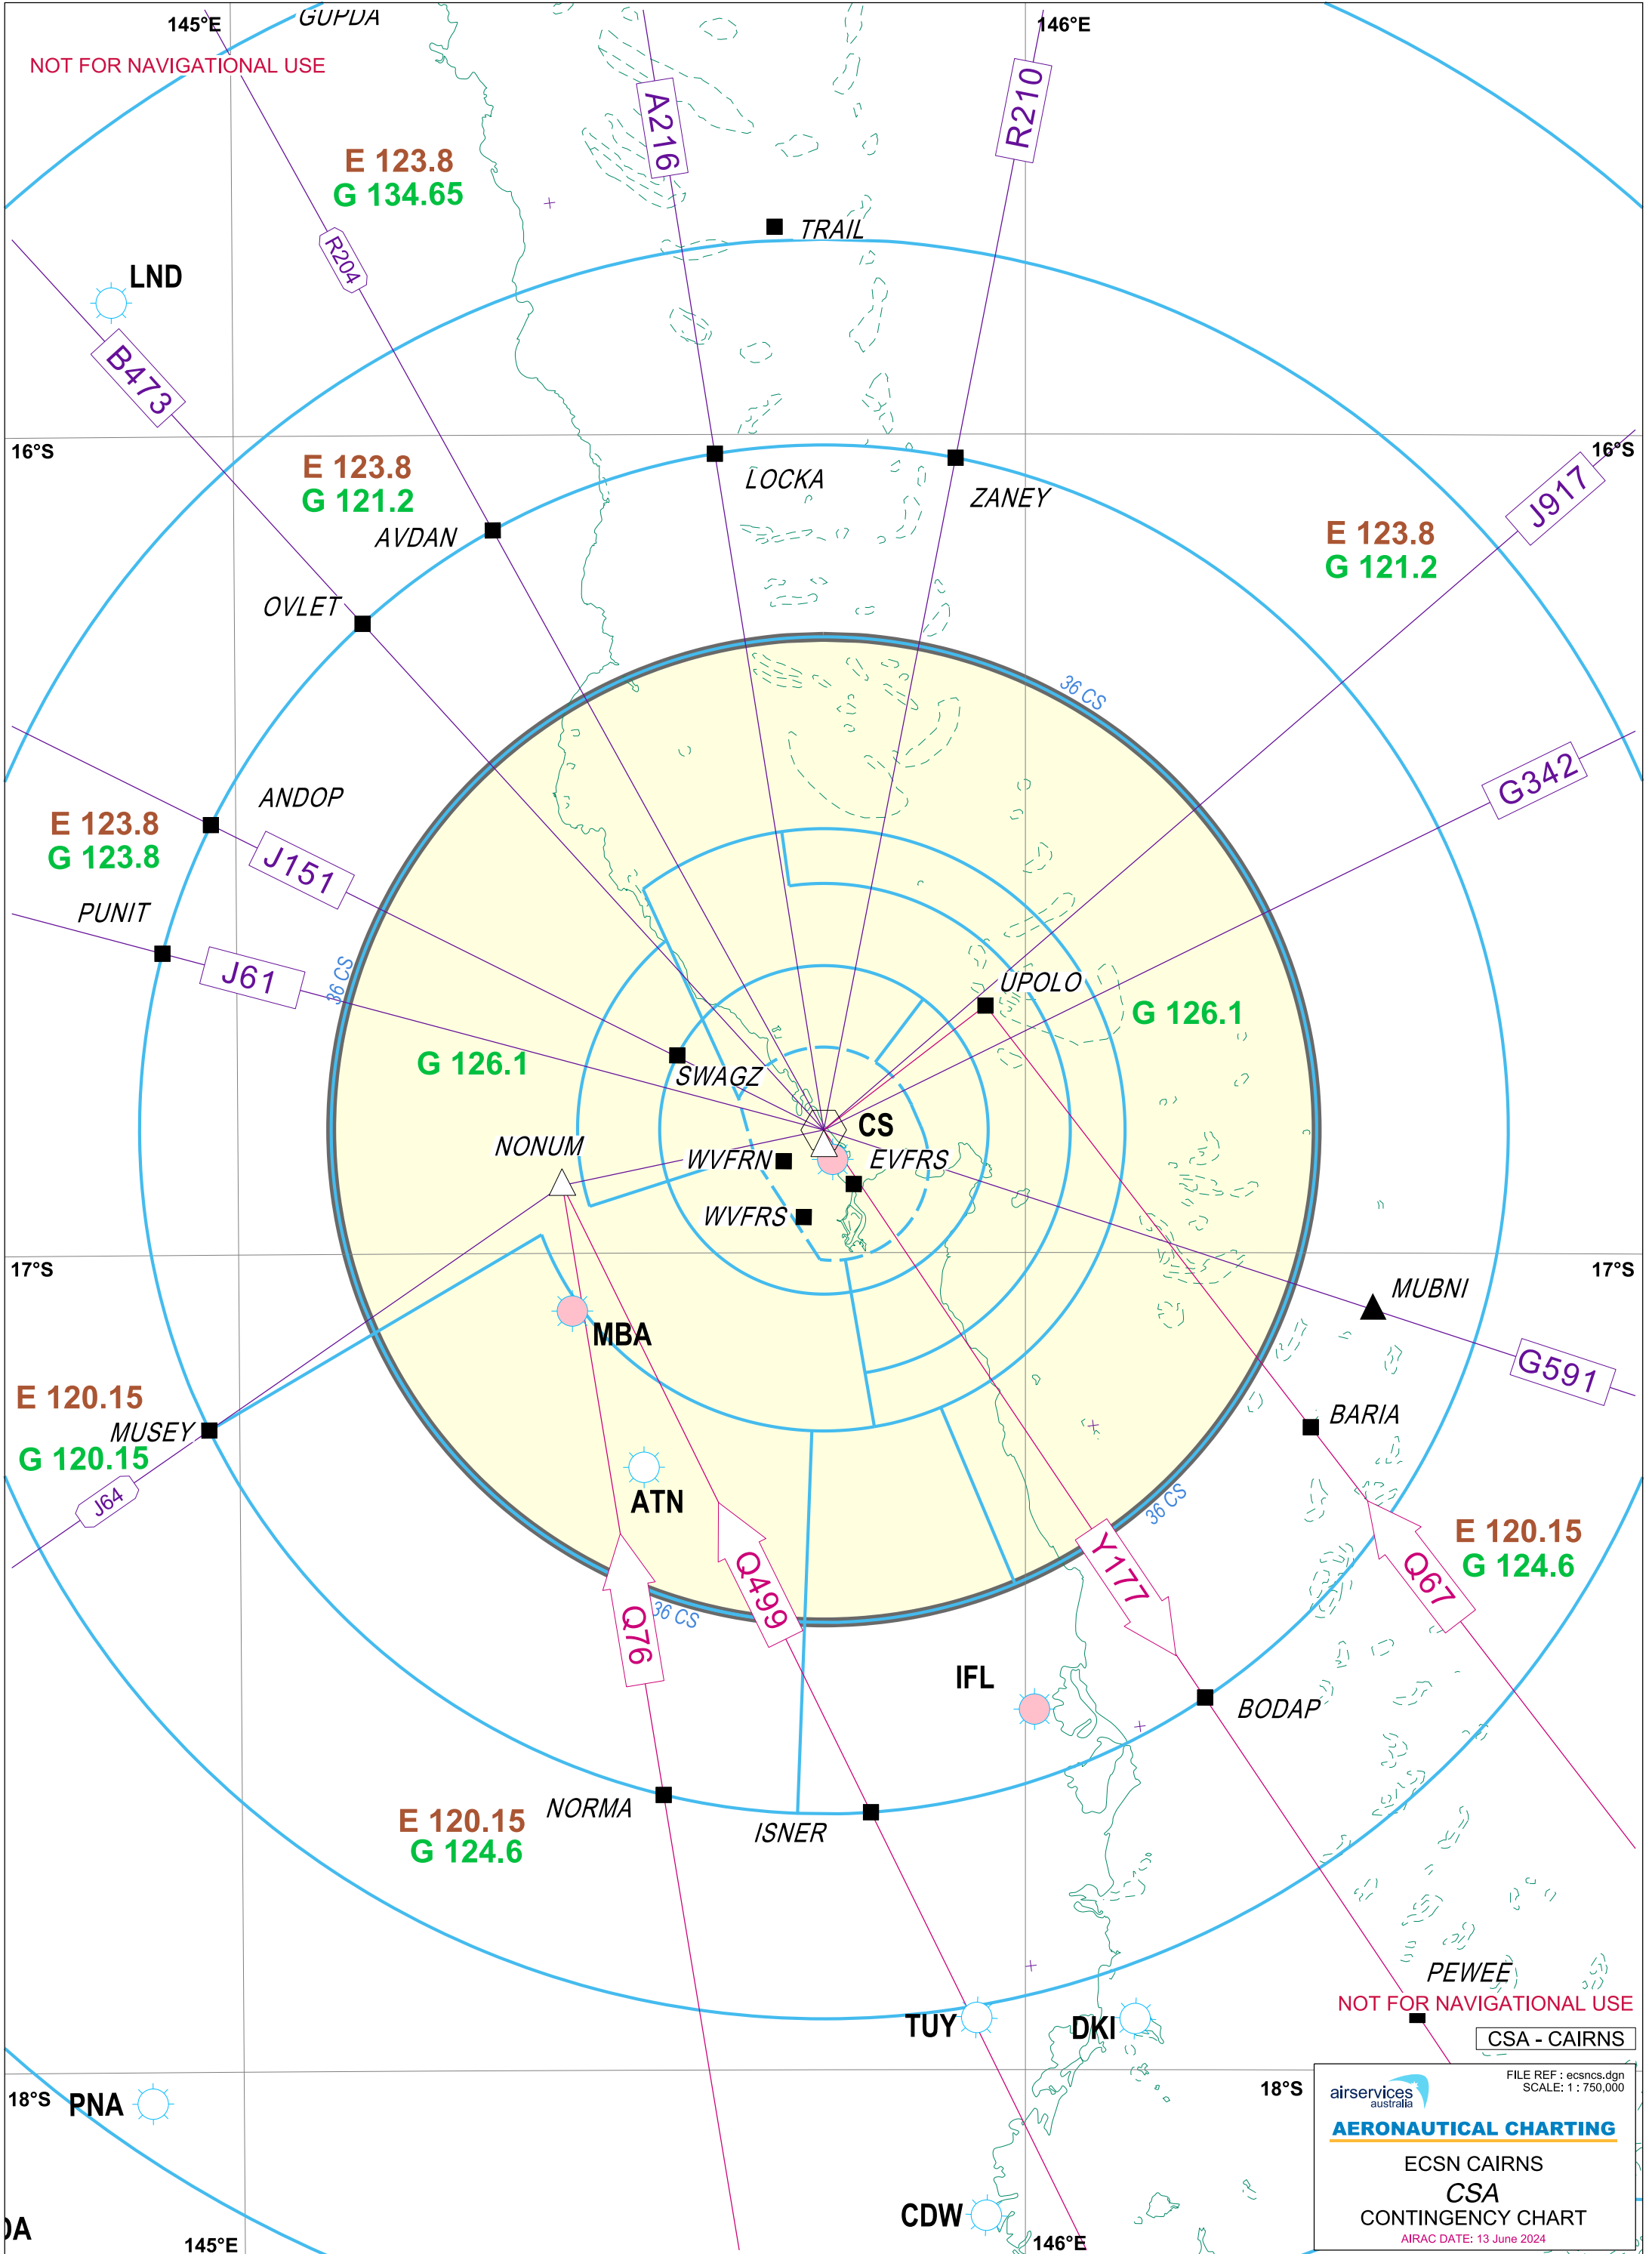 GUPDA
145°E
146°E
NOT FOR NAVIGATIONAL USE
A216
R210
E 123.8
G 134.65
TRAIL
R204
LND
B473
16°S
16°S
E 123.8
G 121.2
LOCKA
ZANEY
J917
AVDAN
E 123.8
G 121.2
OVLET
36 CS
G342
ANDOP
E 123.8
G 123.8
J151
PUNIT
J61
36 CS
UPOLO
G 126.1
G 126.1
SWAGZ
CS
NONUM
WVFRN
EVFRS
WVFRS
17°S
17°S
MUBNI
MBA
G591
E 120.15
MUSEY
G 120.15
BARIA
J64
ATN
36 CS
E 120.15
G 124.6
Q499
Y177
Q67
Q76
36 CS
IFL
BODAP
NORMA
ISNER
E 120.15
G 124.6
PEWEE
NOT FOR NAVIGATIONAL USE
TUY
DKI
CSA - CAIRNS
18°S
PNA
18°S
FILE REF : ecsncs.dgn
SCALE: 1 : 750,000
airservices
australia
AERONAUTICAL CHARTING
ECSN CAIRNS
CSA
CONTINGENCY CHART
AIRAC DATE: 13 June 2024
CDW
145°E
146°E